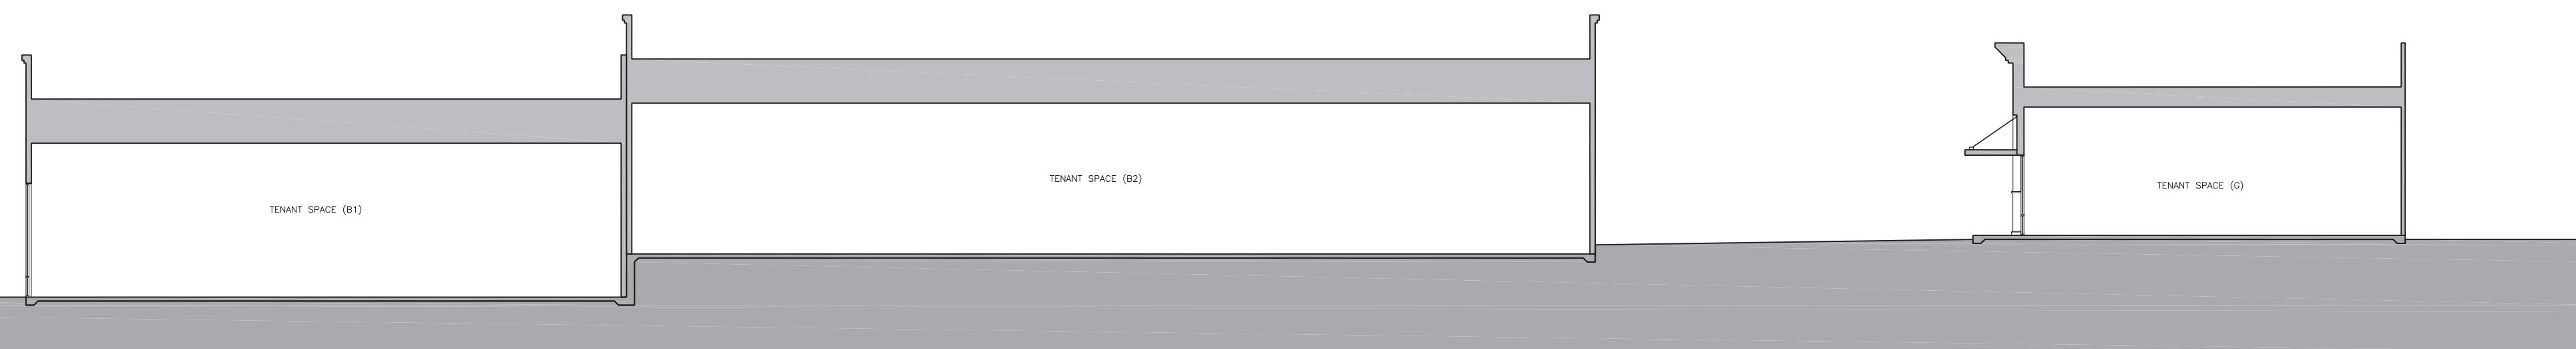 TENANT SPACE (B1)
TENANT SPACE (B2)
TENANT SPACE (G)